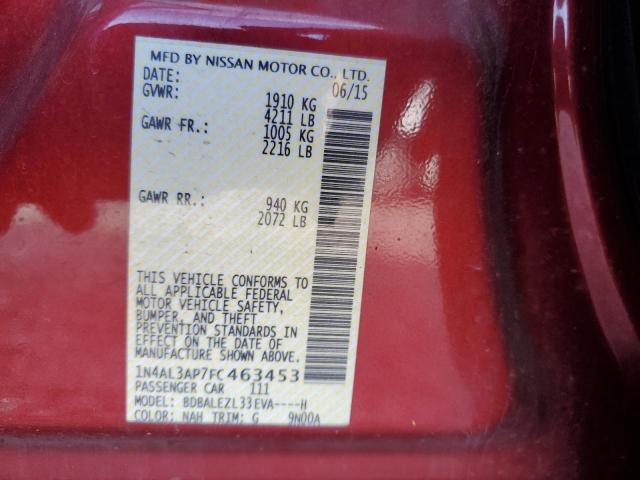 MFD BY NISSAN MOTOR CO., LTD.
DATE: 06/15
GVWR: 1910 KG
4211 LB
GAWR FR.: 1005 KG
2216 LB
GAWR RR.: 940 KG
2072 LB
THIS VEHICLE CONFORMS TO
ALL APPLICABLE FEDERAL
MOTOR VEHICLE SAFETY,
BUMPER, AND THEFT
PREVENTION STANDARDS IN
EFFECT ON THE DATE OF
MANUFACTURE SHOWN ABOVE.
1N4AL3AP7FC463453
PASSENGER CAR 111
MODEL: BDBALEZL33EVA----H
COLOR: NAH TRIM: G 9N00A